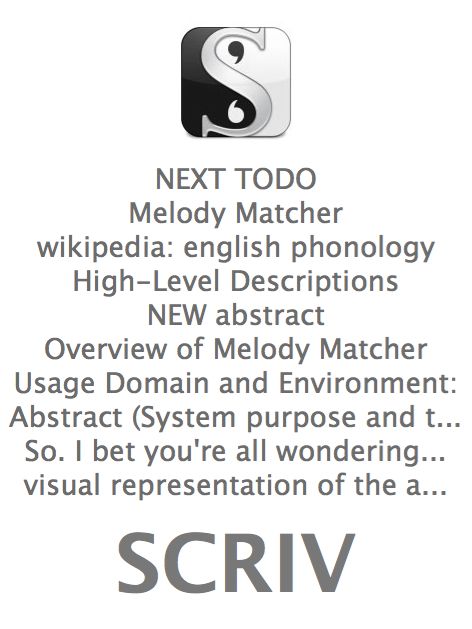 NEXT TODO
Melody Matcher
wikipedia: english phonology
High-Level Descriptions
NEW abstract
Overview of Melody Matcher
Usage Domain and Environment:
Abstract (System purpose and t...
So. I bet you're all wondering...
visual representation of the a...
SCRIV